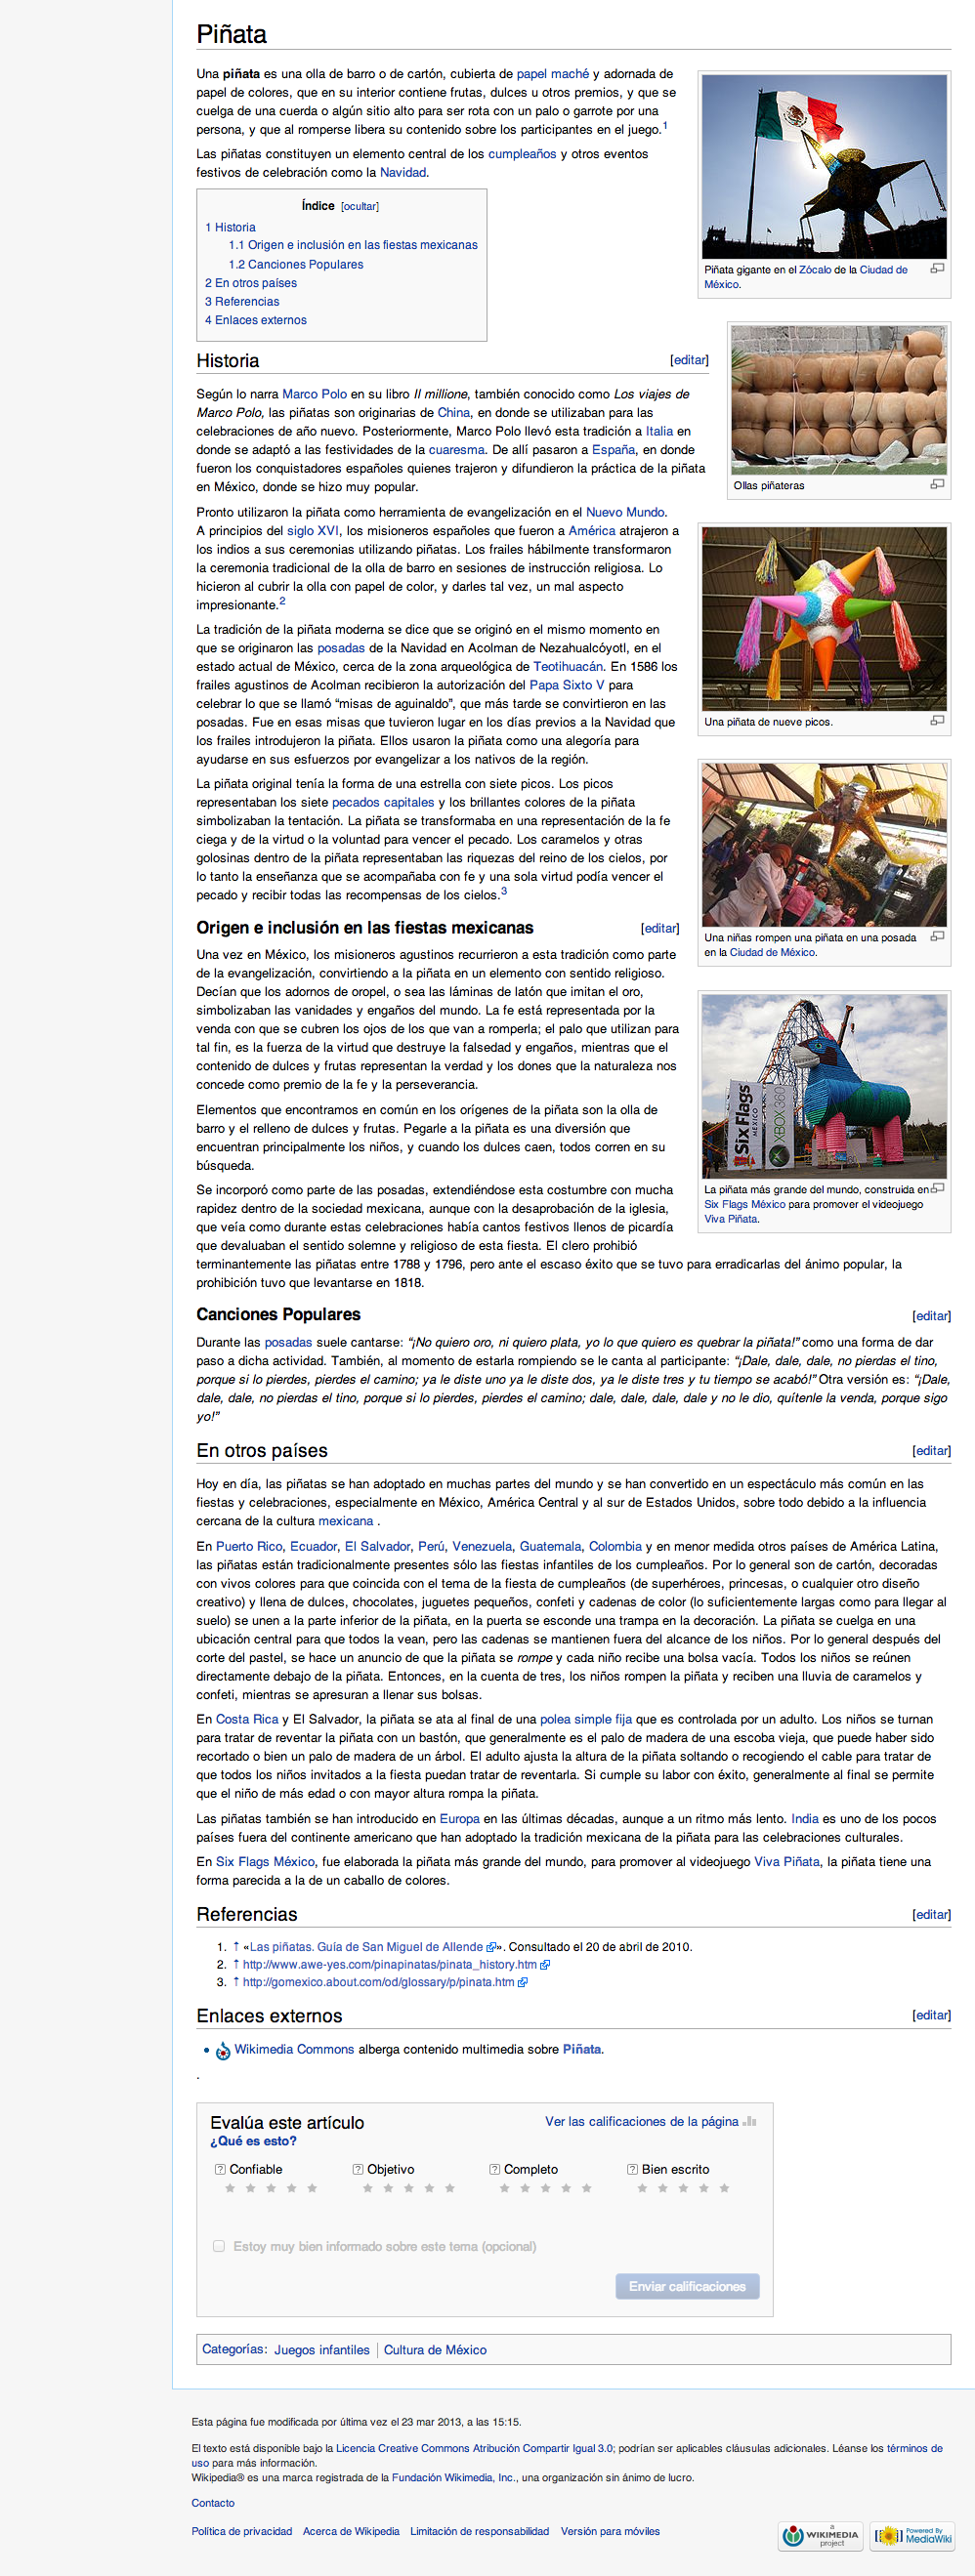 Piñata
Una piñata es una olla de barro o de cartón, cubierta de papel maché y adornada de
papel de colores, que en su interior contiene frutas, dulces u otros premios, y que se
cuelga de una cuerda o algún sitio alto para ser rota con un palo o garrote por una
persona, y que al romperse libera su contenido sobre los participantes en el juego.1
Las piñatas constituyen un elemento central de los cumpleaños y otros eventos
festivos de celebración como la Navidad.
Piñata gigante en el Zócalo de la Ciudad de
México.
Índice [ocultar]
1 Historia
1.1 Origen e inclusión en las fiestas mexicanas
1.2 Canciones Populares
2 En otros países
3 Referencias
4 Enlaces externos
Ollas piñateras
Historia [editar]
Según lo narra Marco Polo en su libro Il millione, también conocido como Los viajes de
Marco Polo, las piñatas son originarias de China, en donde se utilizaban para las
celebraciones de año nuevo. Posteriormente, Marco Polo llevó esta tradición a Italia en
donde se adaptó a las festividades de la cuaresma. De allí pasaron a España, en donde
fueron los conquistadores españoles quienes trajeron y difundieron la práctica de la piñata
en México, donde se hizo muy popular.
Pronto utilizaron la piñata como herramienta de evangelización en el Nuevo Mundo.
A principios del siglo XVI, los misioneros españoles que fueron a América atrajeron a
los indios a sus ceremonias utilizando piñatas. Los frailes hábilmente transformaron
la ceremonia tradicional de la olla de barro en sesiones de instrucción religiosa. Lo
hicieron al cubrir la olla con papel de color, y darles tal vez, un mal aspecto
impresionante.2
Una piñata de nueve picos.
La tradición de la piñata moderna se dice que se originó en el mismo momento en
que se originaron las posadas de la Navidad en Acolman de Nezahualcóyotl, en el
estado actual de México, cerca de la zona arqueológica de Teotihuacán. En 1586 los
frailes agustinos de Acolman recibieron la autorización del Papa Sixto V para
celebrar lo que se llamó “misas de aguinaldo”, que más tarde se convirtieron en las
posadas. Fue en esas misas que tuvieron lugar en los días previos a la Navidad que
los frailes introdujeron la piñata. Ellos usaron la piñata como una alegoría para
ayudarse en sus esfuerzos por evangelizar a los nativos de la región.
La piñata original tenía la forma de una estrella con siete picos. Los picos
representaban los siete pecados capitales y los brillantes colores de la piñata
simbolizaban la tentación. La piñata se transformaba en una representación de la fe
ciega y de la virtud o la voluntad para vencer el pecado. Los caramelos y otras
golosinas dentro de la piñata representaban las riquezas del reino de los cielos, por
lo tanto la enseñanza que se acompañaba con fe y una sola virtud podía vencer el
pecado y recibir todas las recompensas de los cielos.3
Una niñas rompen una piñata en una posada
en la Ciudad de México.
Origen e inclusión en las fiestas mexicanas [editar]
Una vez en México, los misioneros agustinos recurrieron a esta tradición como parte
de la evangelización, convirtiendo a la piñata en un elemento con sentido religioso.
Decían que los adornos de oropel, o sea las láminas de latón que imitan el oro,
simbolizaban las vanidades y engaños del mundo. La fe está representada por la
venda con que se cubren los ojos de los que van a romperla; el palo que utilizan para
tal fin, es la fuerza de la virtud que destruye la falsedad y engaños, mientras que el
contenido de dulces y frutas representan la verdad y los dones que la naturaleza nos
concede como premio de la fe y la perseverancia.
Elementos que encontramos en común en los orígenes de la piñata son la olla de
barro y el relleno de dulces y frutas. Pegarle a la piñata es una diversión que
encuentran principalmente los niños, y cuando los dulces caen, todos corren en su
búsqueda.
Six Flags
MÉXICO
XBOX 360
La piñata más grande del mundo, construida en
Six Flags México para promover el videojuego
Viva Piñata.
Se incorporó como parte de las posadas, extendiéndose esta costumbre con mucha
rapidez dentro de la sociedad mexicana, aunque con la desaprobación de la iglesia,
que veía como durante estas celebraciones había cantos festivos llenos de picardía
que devaluaban el sentido solemne y religioso de esta fiesta. El clero prohibió
terminantemente las piñatas entre 1788 y 1796, pero ante el escaso éxito que se tuvo para erradicarlas del ánimo popular, la
prohibición tuvo que levantarse en 1818.
Canciones Populares [editar]
Durante las posadas suele cantarse: “¡No quiero oro, ni quiero plata, yo lo que quiero es quebrar la piñata!” como una forma de dar
paso a dicha actividad. También, al momento de estarla rompiendo se le canta al participante: “¡Dale, dale, dale, no pierdas el tino,
porque si lo pierdes, pierdes el camino; ya le diste uno ya le diste dos, ya le diste tres y tu tiempo se acabó!” Otra versión es: “¡Dale,
dale, dale, no pierdas el tino, porque si lo pierdes, pierdes el camino; dale, dale, dale, dale y no le dio, quítenle la venda, porque sigo
yo!”
En otros países [editar]
Hoy en día, las piñatas se han adoptado en muchas partes del mundo y se han convertido en un espectáculo más común en las
fiestas y celebraciones, especialmente en México, América Central y al sur de Estados Unidos, sobre todo debido a la influencia
cercana de la cultura mexicana .
En Puerto Rico, Ecuador, El Salvador, Perú, Venezuela, Guatemala, Colombia y en menor medida otros países de América Latina,
las piñatas están tradicionalmente presentes sólo las fiestas infantiles de los cumpleaños. Por lo general son de cartón, decoradas
con vivos colores para que coincida con el tema de la fiesta de cumpleaños (de superhéroes, princesas, o cualquier otro diseño
creativo) y llena de dulces, chocolates, juguetes pequeños, confeti y cadenas de color (lo suficientemente largas como para llegar al
suelo) se unen a la parte inferior de la piñata, en la puerta se esconde una trampa en la decoración. La piñata se cuelga en una
ubicación central para que todos la vean, pero las cadenas se mantienen fuera del alcance de los niños. Por lo general después del
corte del pastel, se hace un anuncio de que la piñata se rompe y cada niño recibe una bolsa vacía. Todos los niños se reúnen
directamente debajo de la piñata. Entonces, en la cuenta de tres, los niños rompen la piñata y reciben una lluvia de caramelos y
confeti, mientras se apresuran a llenar sus bolsas.
En Costa Rica y El Salvador, la piñata se ata al final de una polea simple fija que es controlada por un adulto. Los niños se turnan
para tratar de reventar la piñata con un bastón, que generalmente es el palo de madera de una escoba vieja, que puede haber sido
recortado o bien un palo de madera de un árbol. El adulto ajusta la altura de la piñata soltando o recogiendo el cable para tratar de
que todos los niños invitados a la fiesta puedan tratar de reventarla. Si cumple su labor con éxito, generalmente al final se permite
que el niño de más edad o con mayor altura rompa la piñata.
Las piñatas también se han introducido en Europa en las últimas décadas, aunque a un ritmo más lento. India es uno de los pocos
países fuera del continente americano que han adoptado la tradición mexicana de la piñata para las celebraciones culturales.
En Six Flags México, fue elaborada la piñata más grande del mundo, para promover al videojuego Viva Piñata, la piñata tiene una
forma parecida a la de un caballo de colores.
Referencias [editar]
1. ↑ «Las piñatas. Guía de San Miguel de Allende». Consultado el 20 de abril de 2010.
2. ↑ http://www.awe-yes.com/pinapinatas/pinata_history.htm
3. ↑ http://gomexico.about.com/od/glossary/p/pinata.htm
Enlaces externos [editar]
• Wikimedia Commons alberga contenido multimedia sobre Piñata.
.
Evalúa este artículo Ver las calificaciones de la página
¿Qué es esto?
? Confiable ? Objetivo ? Completo ? Bien escrito
Estoy muy bien informado sobre este tema (opcional)
Enviar calificaciones
Categorías: Juegos infantiles | Cultura de México
Esta página fue modificada por última vez el 23 mar 2013, a las 15:15.
El texto está disponible bajo la Licencia Creative Commons Atribución Compartir Igual 3.0; podrían ser aplicables cláusulas adicionales. Léanse los términos de
uso para más información.
Wikipedia® es una marca registrada de la Fundación Wikimedia, Inc., una organización sin ánimo de lucro.
Contacto
Política de privacidad Acerca de Wikipedia Limitación de responsabilidad Versión para móviles
a WIKIMEDIA project
Powered By MediaWiki